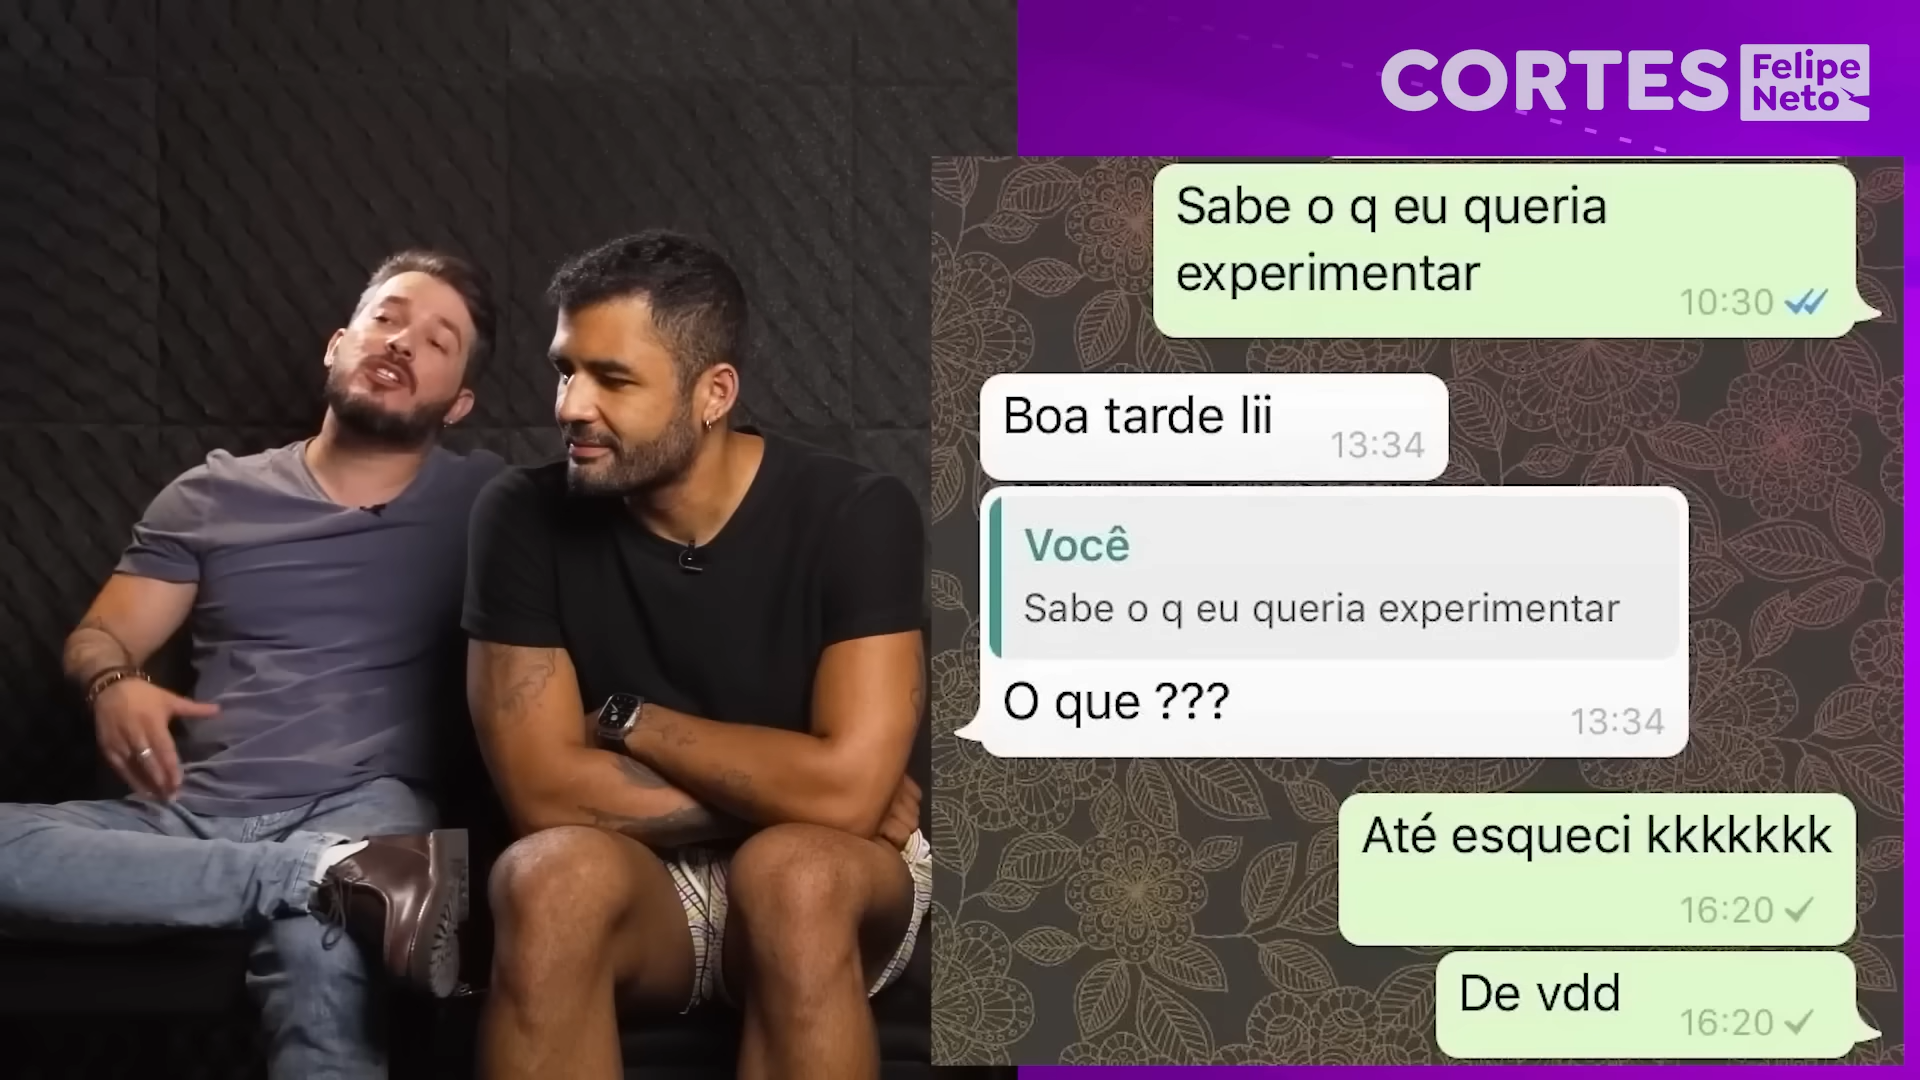 CORTES
Felipe
Neto
Sabe o q eu queria
experimentar
10:30
Boa tarde lii
13:34
Você
Sabe o q eu queria experimentar
O que ???
13:34
Até esqueci kkkkkkk
16:20
De vdd
16:20